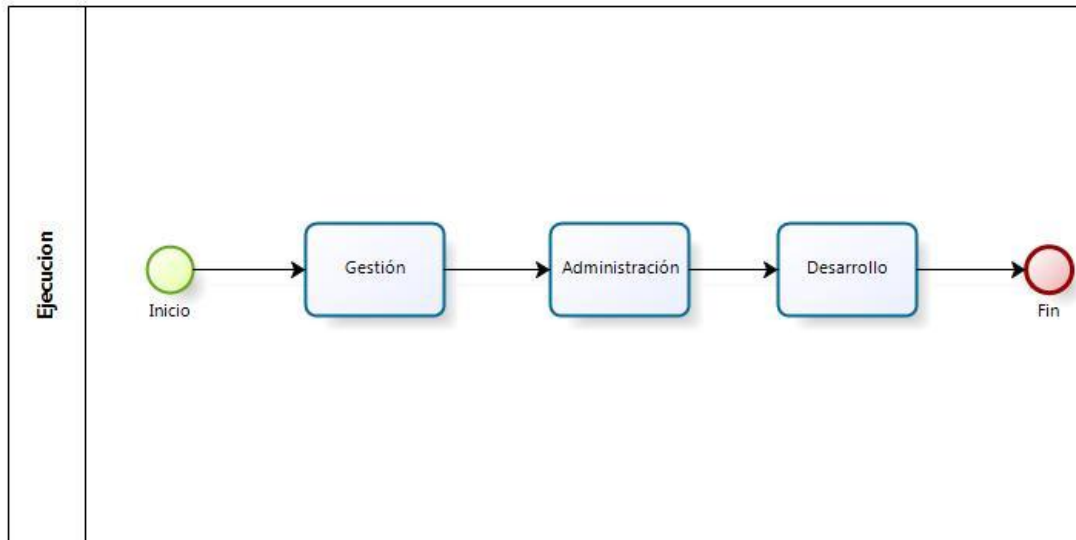 Ejecucion
Inicio
Gestión
Administración
Desarrollo
Fin